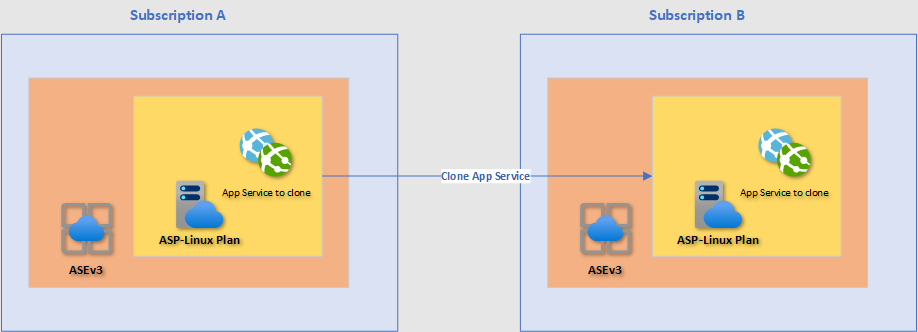 Subscription A
Subscription B
App Service to clone
ASP-Linux Plan
ASEv3
Clone App Service
App Service to clone
ASP-Linux Plan
ASEv3